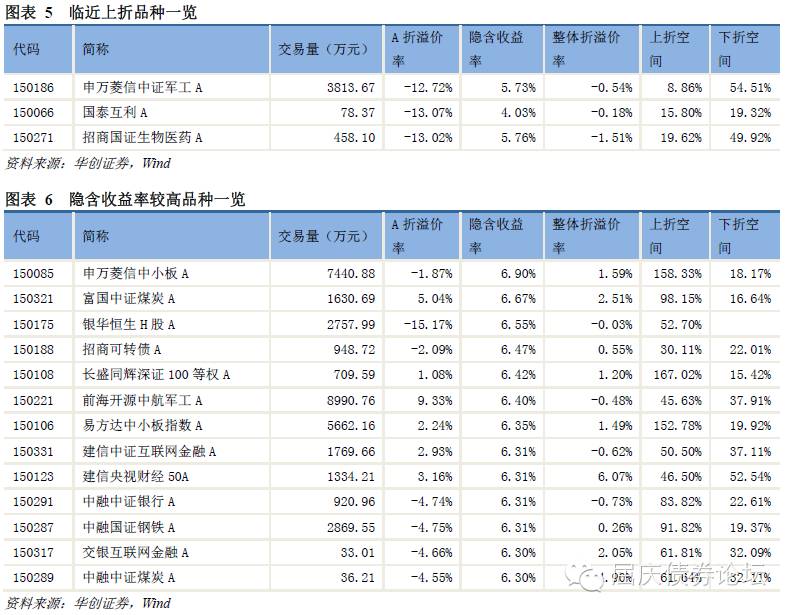 图表 5 临近上折品种一览
代码 简称 交易量（万元） A 折溢价率 隐含收益率 整体折溢价率 上折空间 下折空间
150186 申万菱信中证军工 A 3813.67 -12.72% 5.73% -0.54% 8.86% 54.51%
150066 国泰互利 A 78.37 -13.07% 4.03% -0.18% 15.80% 19.32%
150271 招商国证生物医药 A 458.10 -13.02% 5.76% -1.51% 19.62% 49.92%
资料来源：华创证券，Wind
图表 6 隐含收益率较高品种一览
代码 简称 交易量（万元） A 折溢价率 隐含收益率 整体折溢价率 上折空间 下折空间
150085 申万菱信中小板 A 7440.88 -1.87% 6.90% 1.59% 158.33% 18.17%
150321 富国中证煤炭 A 1630.69 5.04% 6.67% 2.51% 98.15% 16.64%
150175 银华恒生 H 股 A 2757.99 -15.17% 6.55% -0.03% 52.70%
150188 招商可转债 A 948.72 -2.09% 6.47% 0.55% 30.11% 22.01%
150108 长盛同辉深证 100 等权 A 709.59 1.08% 6.42% 1.20% 167.02% 15.42%
150221 前海开源中航军工 A 8990.76 9.33% 6.40% -0.48% 45.63% 37.91%
150106 易方达中小板指数 A 5662.16 2.24% 6.35% 1.49% 152.78% 19.92%
150331 建信中证互联网金融 A 1769.66 2.93% 6.31% -0.62% 50.50% 37.11%
150123 建信央视财经 50A 1334.21 3.16% 6.31% 6.07% 46.50% 52.54%
150291 中融中证银行 A 920.96 -4.74% 6.31% -0.73% 83.82% 22.61%
150287 中融国证钢铁 A 2869.55 -4.75% 6.31% 0.26% 91.82% 19.37%
150317 交银互联网金融 A 33.01 -4.66% 6.30% 2.05% 61.81% 32.09%
150289 中融中证煤炭 A 36.21 -4.55% 6.30%
屈庆债券论坛
资料来源：华创证券，Wind